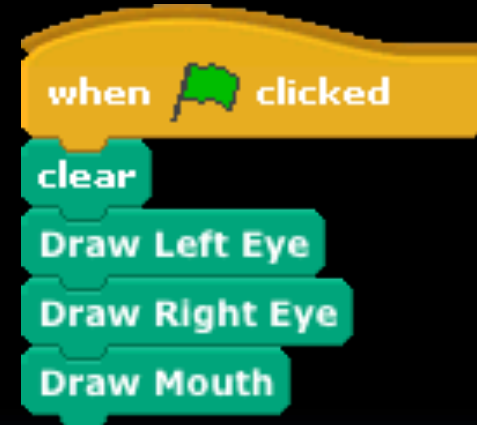 when clicked
clear
Draw Left Eye
Draw Right Eye
Draw Mouth